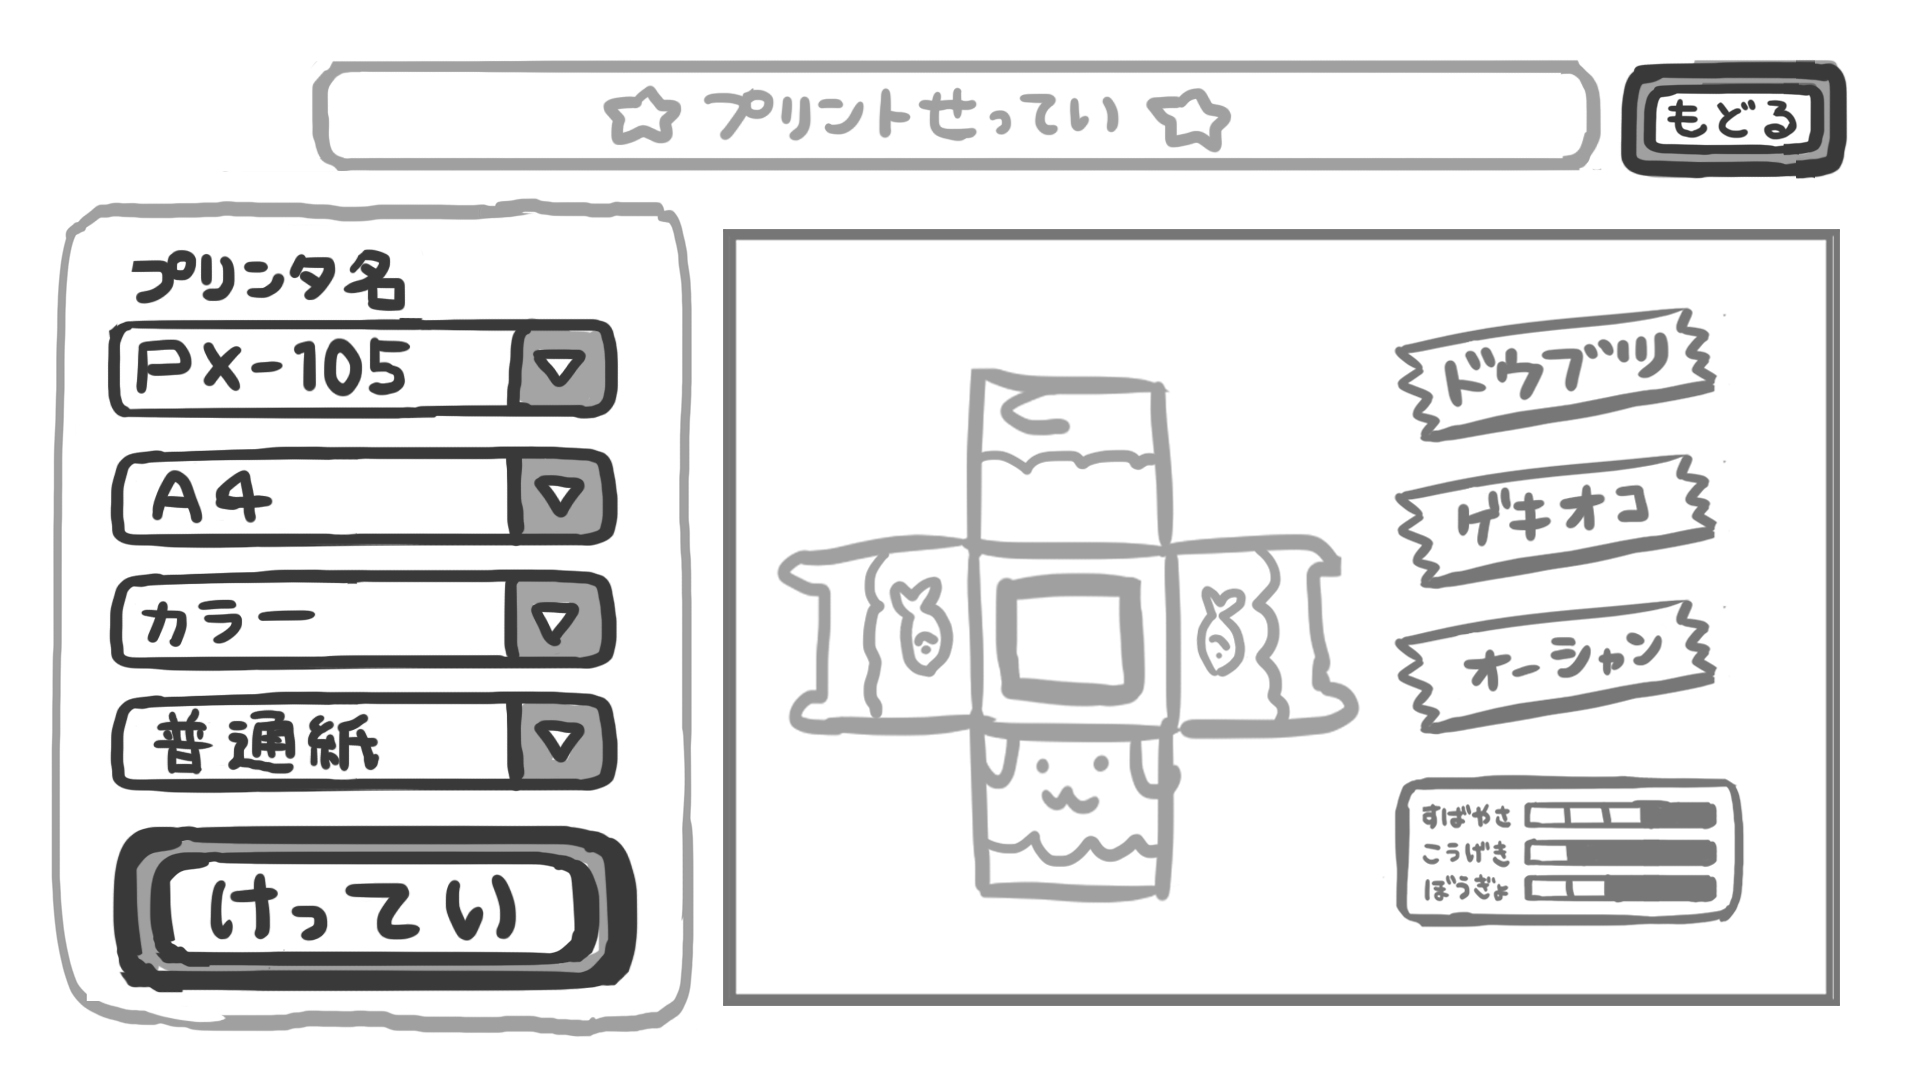 ☆プリントせってい☆
もどる
プリンタ名
PX-105
A4
カラー
普通紙
けってい
ドウブツ
ゲキオコ
オーシャン
すばやさ
こうげき
ぼうぎょ